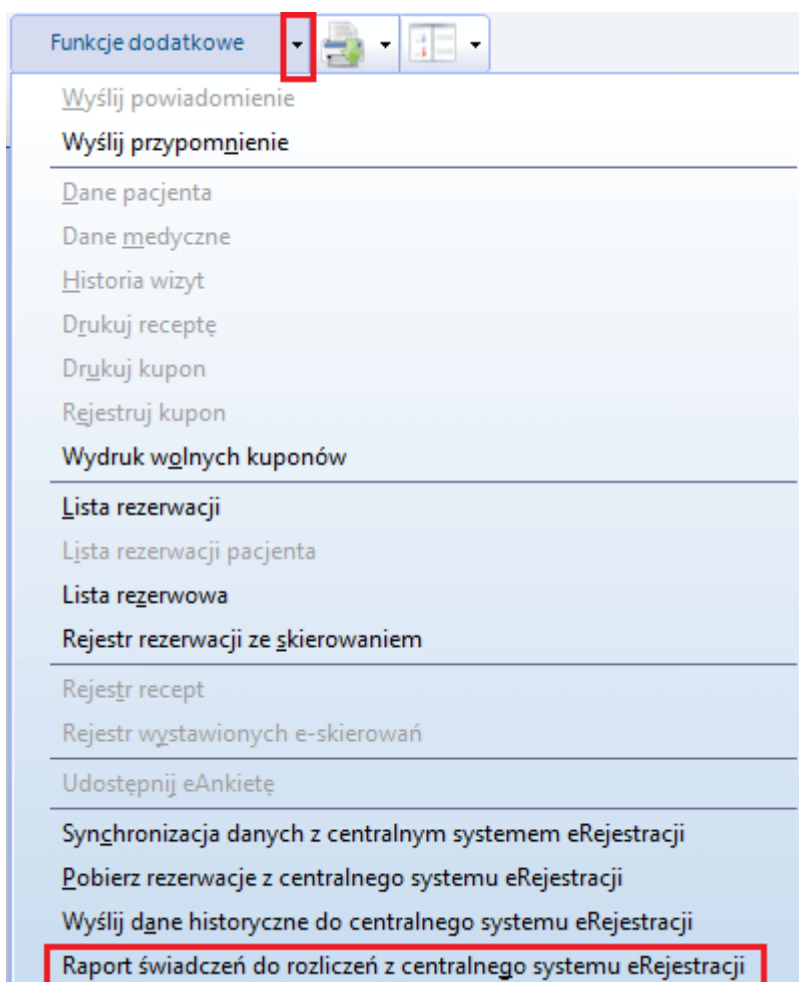 Funkcje dodatkowe
Wyślij powiadomienie
Wyślij przypomnienie
Dane pacjenta
Dane medyczne
Historia wizyt
Drukuj receptę
Drukuj kupon
Rejestruj kupon
Wydruk wolnych kuponów
Lista rezerwacji
Lista rezerwacji pacjenta
Lista rezerwowa
Rejestr rezerwacji ze skierowaniem
Rejestr recept
Rejestr wystawionych e-skierowań
Udostępnij eAnkietę
Synchronizacja danych z centralnym systemem eRejestracji
Pobierz rezerwacje z centralnego systemu eRejestracji
Wyślij dane historyczne do centralnego systemu eRejestracji
Raport świadczeń do rozliczeń z centralnego systemu eRejestracji